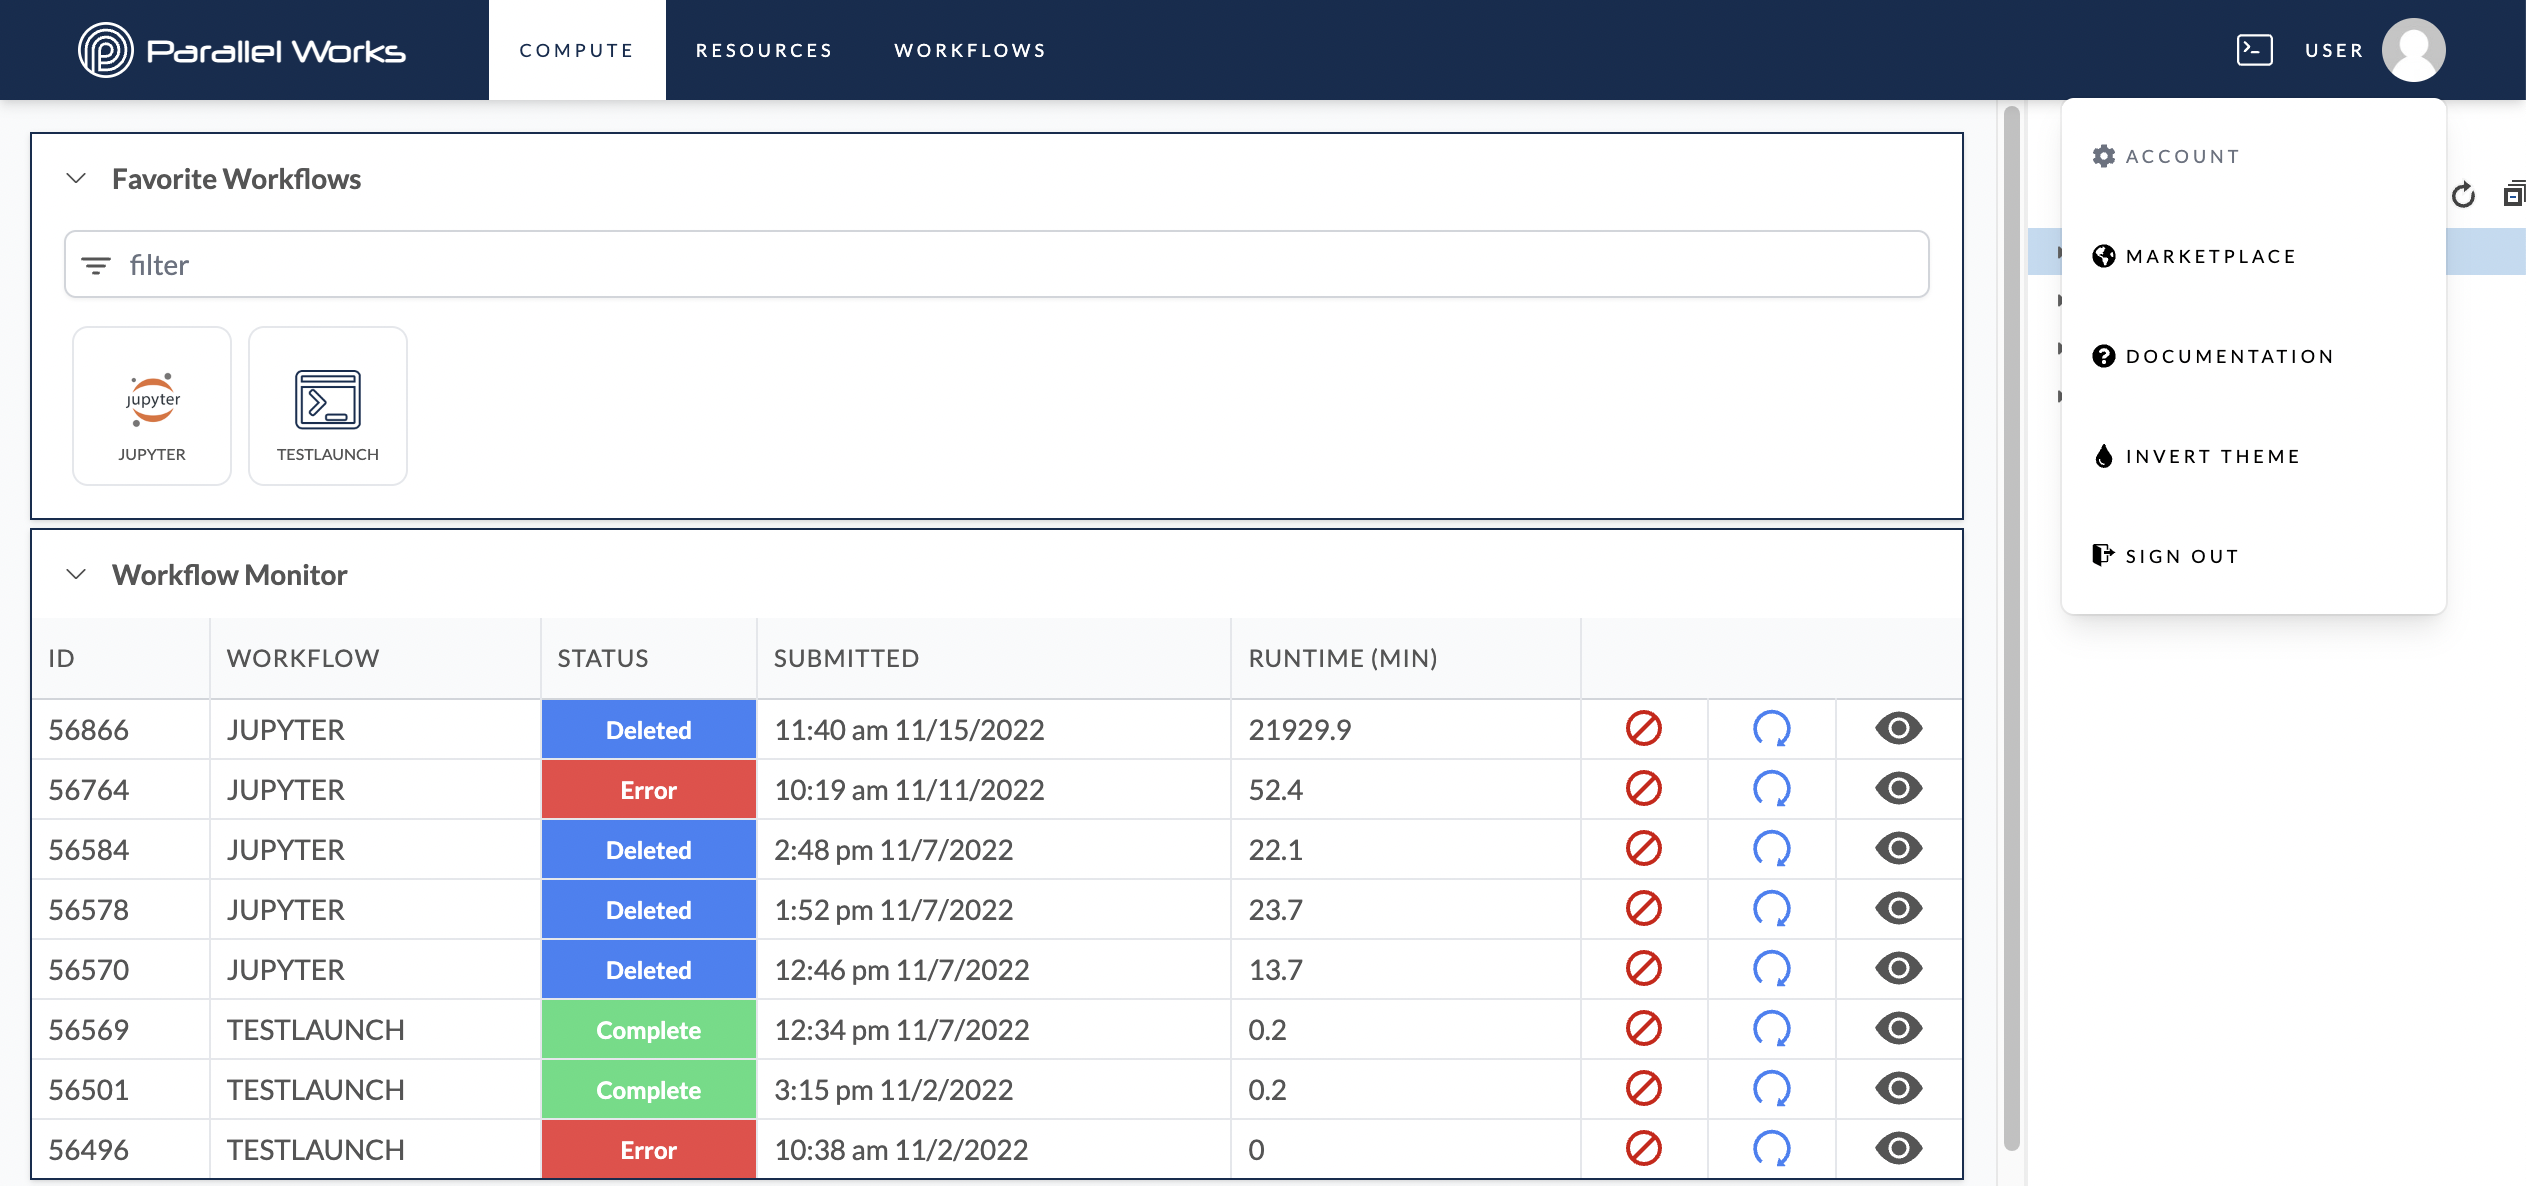 Parallel Works
COMPUTE
RESOURCES
WORKFLOWS
USER
ACCOUNT
MARKETPLACE
DOCUMENTATION
INVERT THEME
SIGN OUT
Favorite Workflows
filter
jupyter
JUPYTER
TESTLAUNCH
Workflow Monitor
ID WORKFLOW STATUS SUBMITTED RUNTIME (MIN)
56866 JUPYTER Deleted 11:40 am 11/15/2022 21929.9
56764 JUPYTER Error 10:19 am 11/11/2022 52.4
56584 JUPYTER Deleted 2:48 pm 11/7/2022 22.1
56578 JUPYTER Deleted 1:52 pm 11/7/2022 23.7
56570 JUPYTER Deleted 12:46 pm 11/7/2022 13.7
56569 TESTLAUNCH Complete 12:34 pm 11/7/2022 0.2
56501 TESTLAUNCH Complete 3:15 pm 11/2/2022 0.2
56496 TESTLAUNCH Error 10:38 am 11/2/2022 0